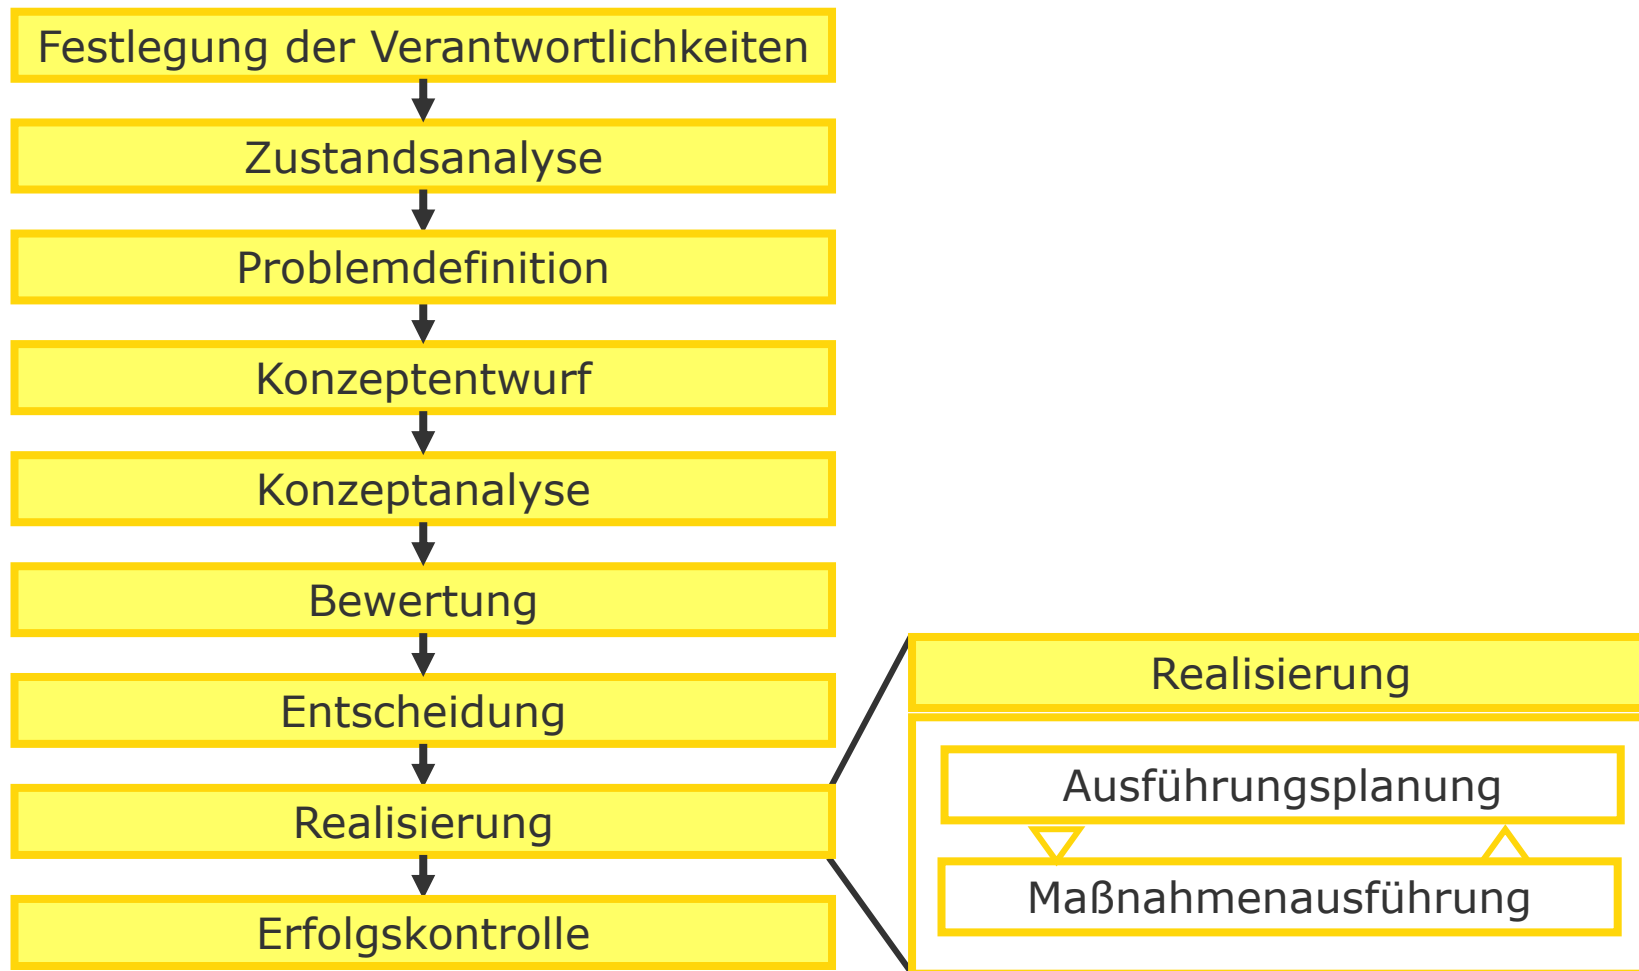 Festlegung der Verantwortlichkeiten
Zustandsanalyse
Problemdefinition
Konzeptentwurf
Konzeptanalyse
Bewertung
Entscheidung
Realisierung
Erfolgskontrolle
Realisierung
Ausführungsplanung
Maßnahmenausführung